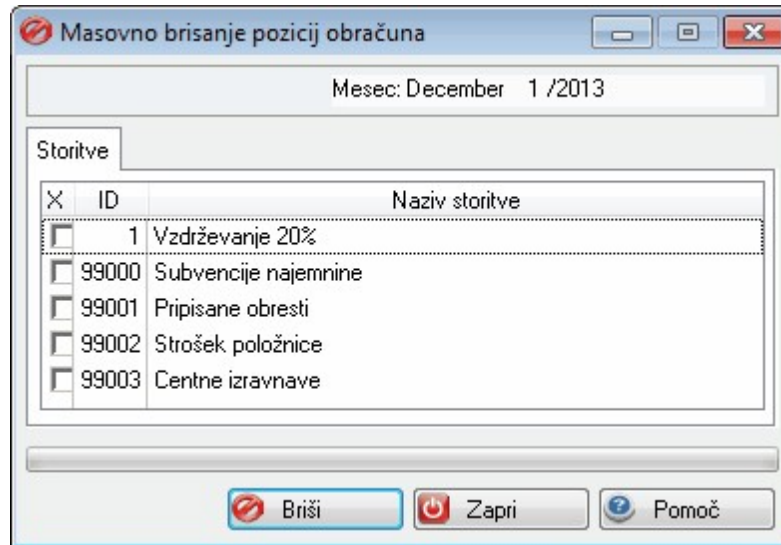 Masovno brisanje pozicij obračuna
Mesec: December 1 /2013
Storitve
X ID Naziv storitve
1 Vzdrževanje 20%
99000 Subvencije najemnine
99001 Pripisane obresti
99002 Strošek položnice
99003 Centne izravnave
Briši Zapri Pomoč